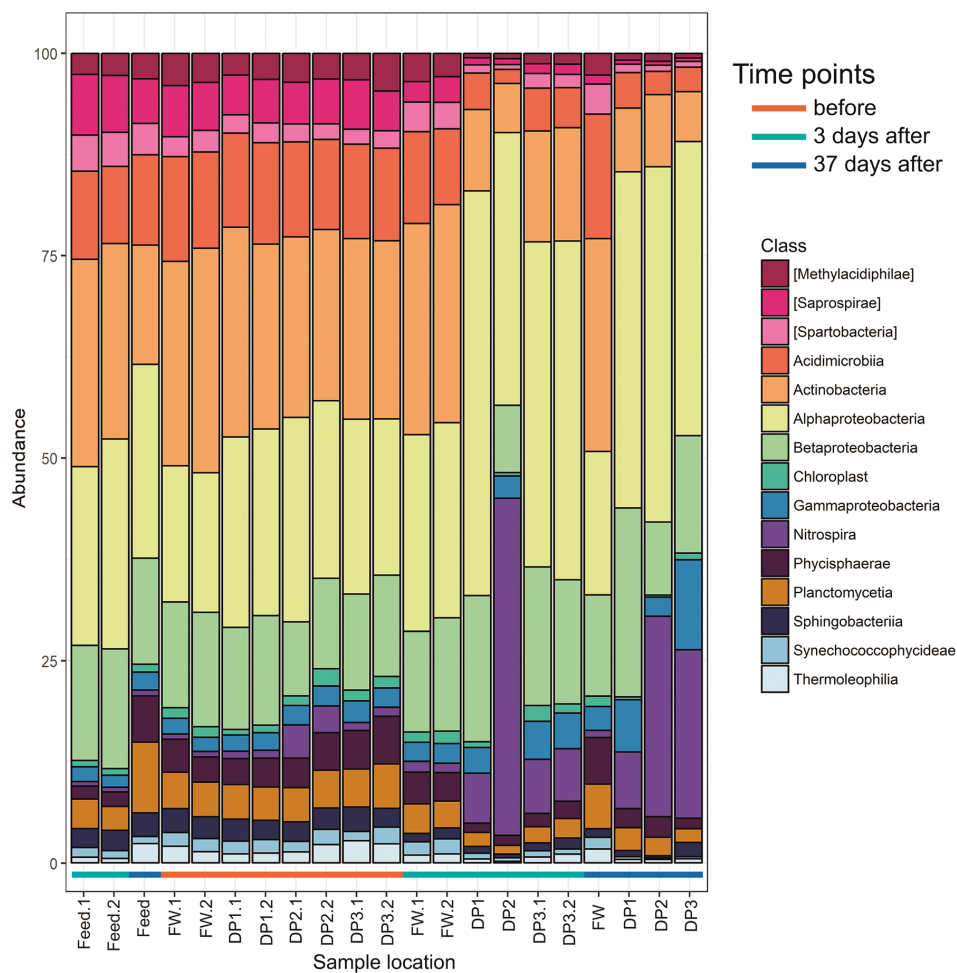 100
75
50
25
0
Abundance
Feed.1
Feed.2
Feed
FW.1
FW.2
DP1.1
DP1.2
DP2.1
DP2.2
DP3.1
DP3.2
FW.1
FW.2
DP1
DP2
DP3.1
DP3.2
FW
DP1
DP2
DP3
Sample location
Time points
before
3 days after
37 days after
Class
[Methylacidiphilae]
[Saprospirae]
[Spartobacteria]
Acidimicrobiia
Actinobacteria
Alphaproteobacteria
Betaproteobacteria
Chloroplast
Gammaproteobacteria
Nitrospira
Phycisphaerae
Planctomycetia
Sphingobacteriia
Synechococcophycideae
Thermoleophilia